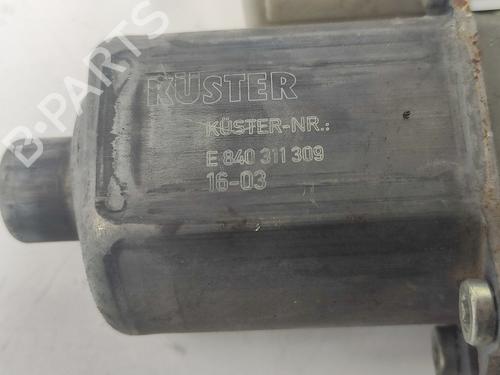 KÜSTER
KÜSTER-NR.:
E 840 311 309
16-03
B-PARTS